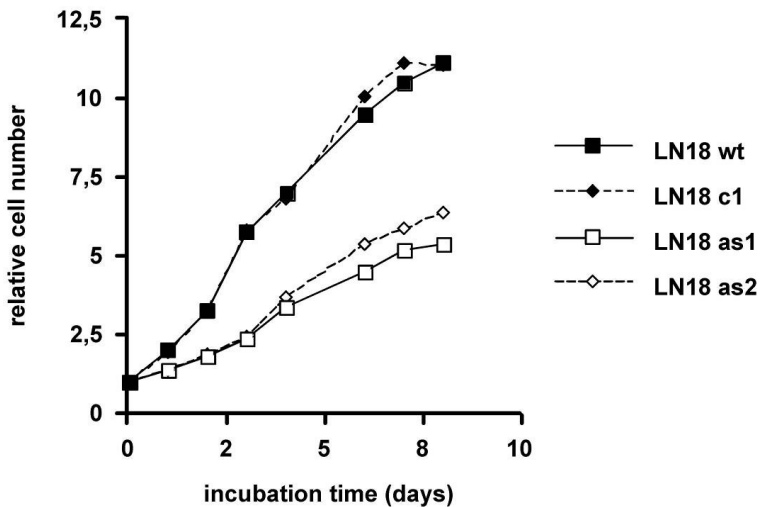 12,5
10
7,5
5
2,5
0
relative cell number
0 2 5 8 10
incubation time (days)
LN18 wt
LN18 c1
LN18 as1
LN18 as2